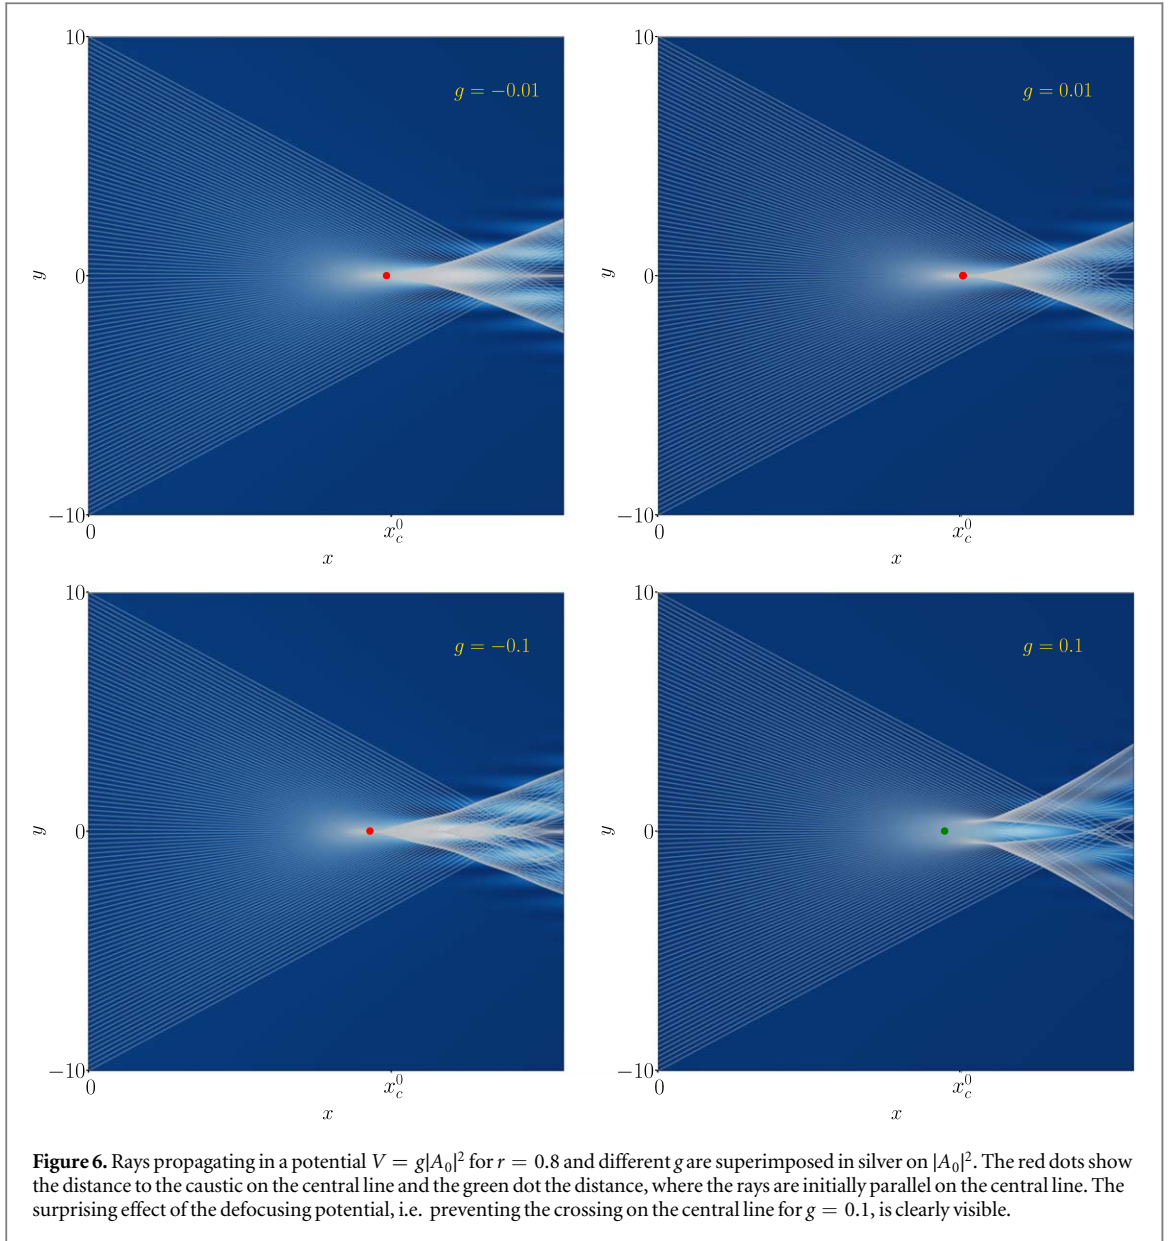 10
g = −0.01
y
0
−10
0
x_c^0
x
10
g = 0.01
y
0
−10
0
x_c^0
x
10
g = −0.1
y
0
−10
0
x_c^0
x
10
g = 0.1
y
0
−10
0
x_c^0
x
Figure 6. Rays propagating in a potential V = g|A₀|² for r = 0.8 and different g are superimposed in silver on |A₀|². The red dots show
the distance to the caustic on the central line and the green dot the distance, where the rays are initially parallel on the central line. The
surprising effect of the defocusing potential, i.e. preventing the crossing on the central line for g = 0.1, is clearly visible.